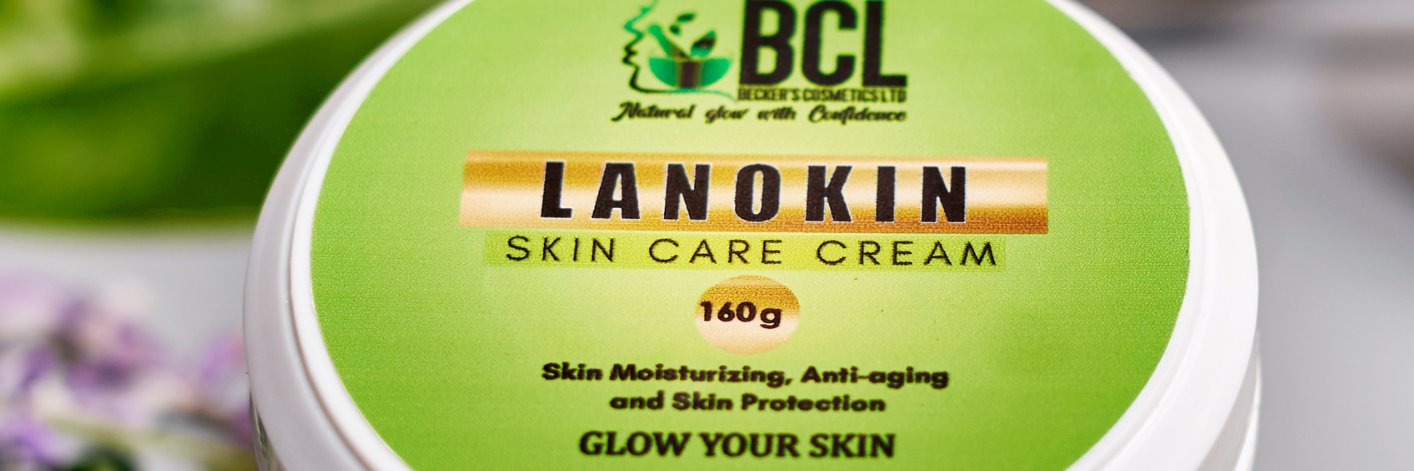 BCL
BECKER'S COSMETICS LTD
Natural glow with Confidence
LANOKIN
SKIN CARE CREAM
160g
Skin Moisturizing, Anti-aging
and Skin Protection
GLOW YOUR SKIN